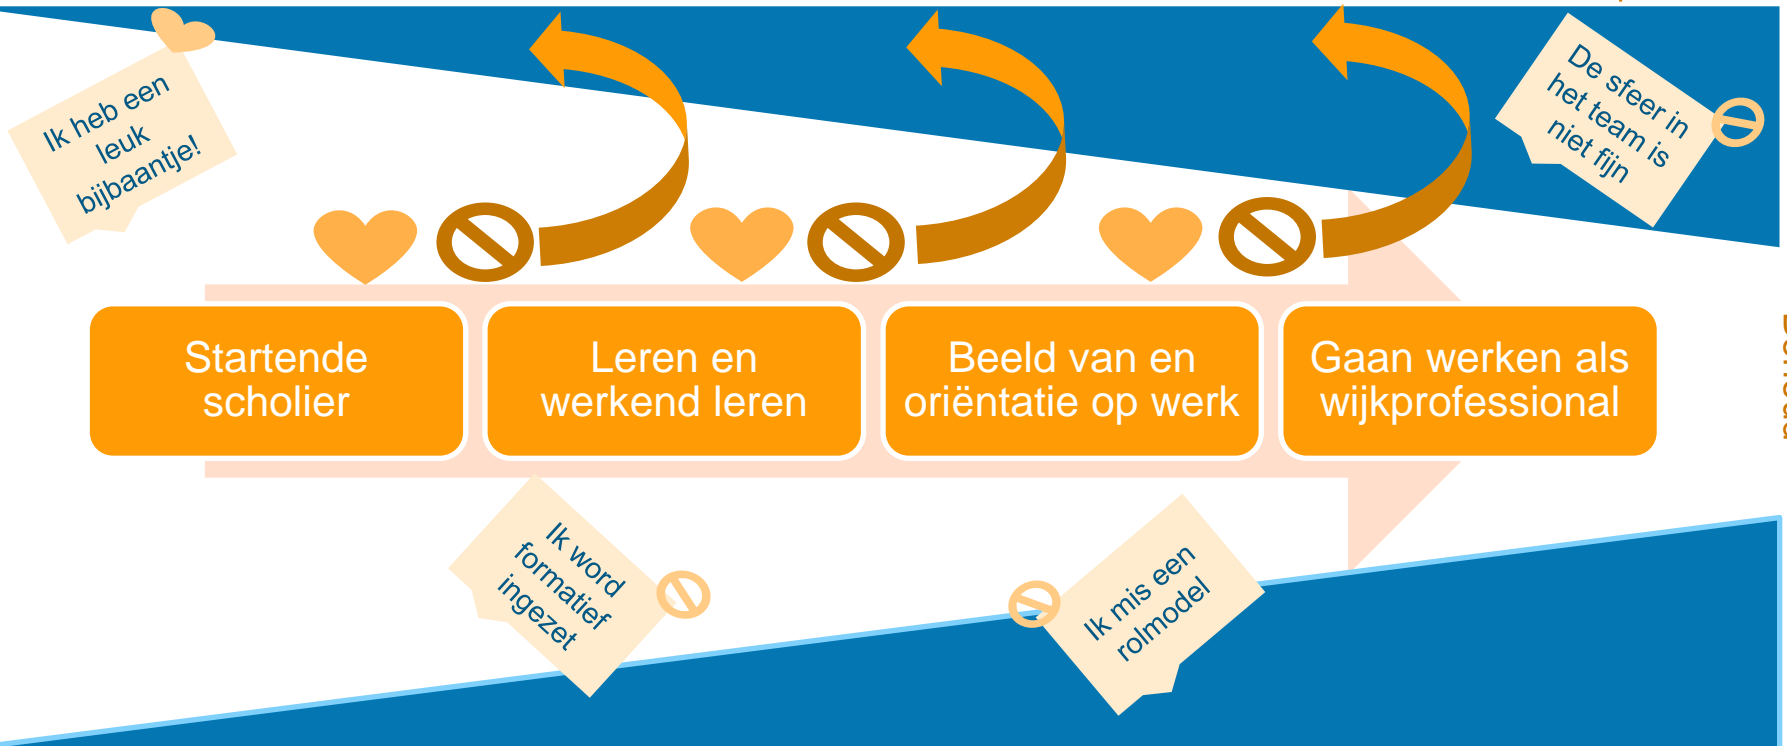 Ik heb een
leuk
bijbaantje!
De sfeer in
het team is
niet fijn
Startende
scholier
Leren en
werkend leren
Beeld van en
oriëntatie op werk
Gaan werken als
wijkprofessional
Ik word
formatief
ingezet
Ik mis een
rolmodel